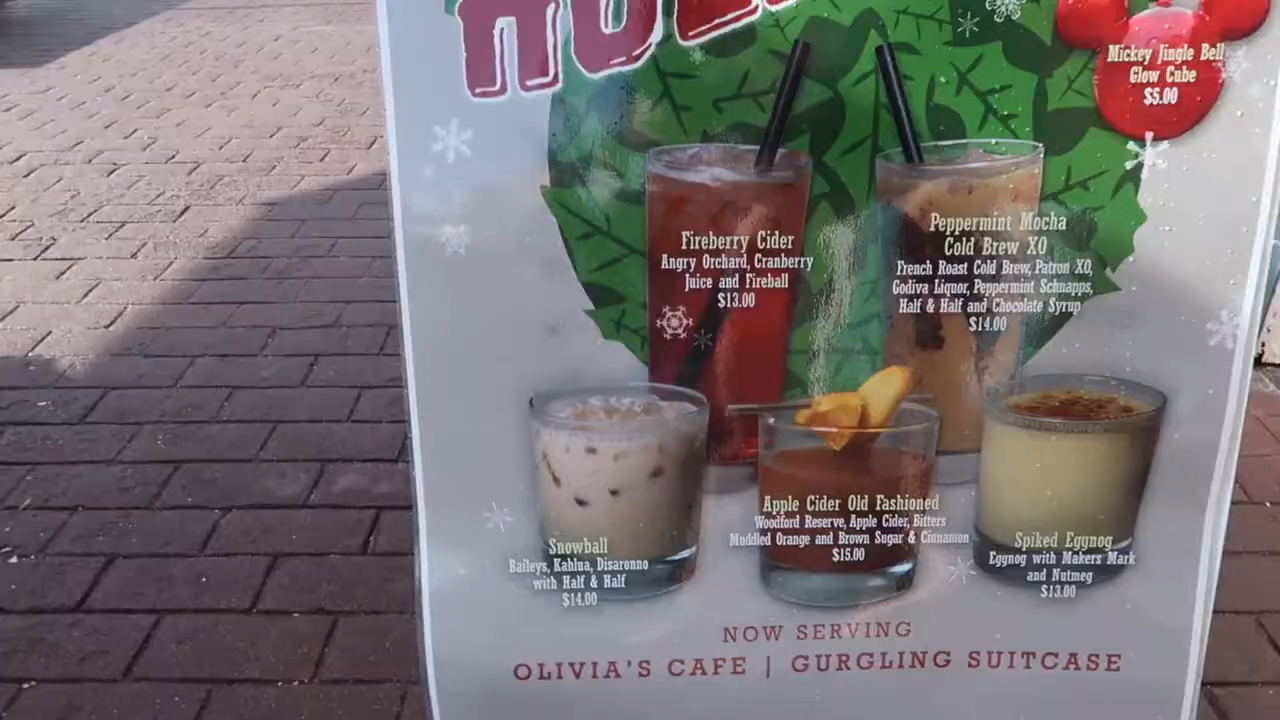 Mickey Jingle Bell
Glow Cube
$5.00
Fireberry Cider
Angry Orchard, Cranberry
Juice and Fireball
$13.00
Peppermint Mocha
Cold Brew XO
French Roast Cold Brew, Patron XO,
Godiva Liquor, Peppermint Schnapps,
Half & Half and Chocolate Syrup
$14.00
Snowball
Baileys, Kahlua, Disaronno
with Half & Half
$14.00
Apple Cider Old Fashioned
Woodford Reserve, Apple Cider, Bitters
Muddled Orange and Brown Sugar & Cinnamon
$15.00
Spiked Eggnog
Eggnog with Makers Mark
and Nutmeg
$13.00
NOW SERVING
OLIVIA'S CAFE | GURGLING SUITCASE